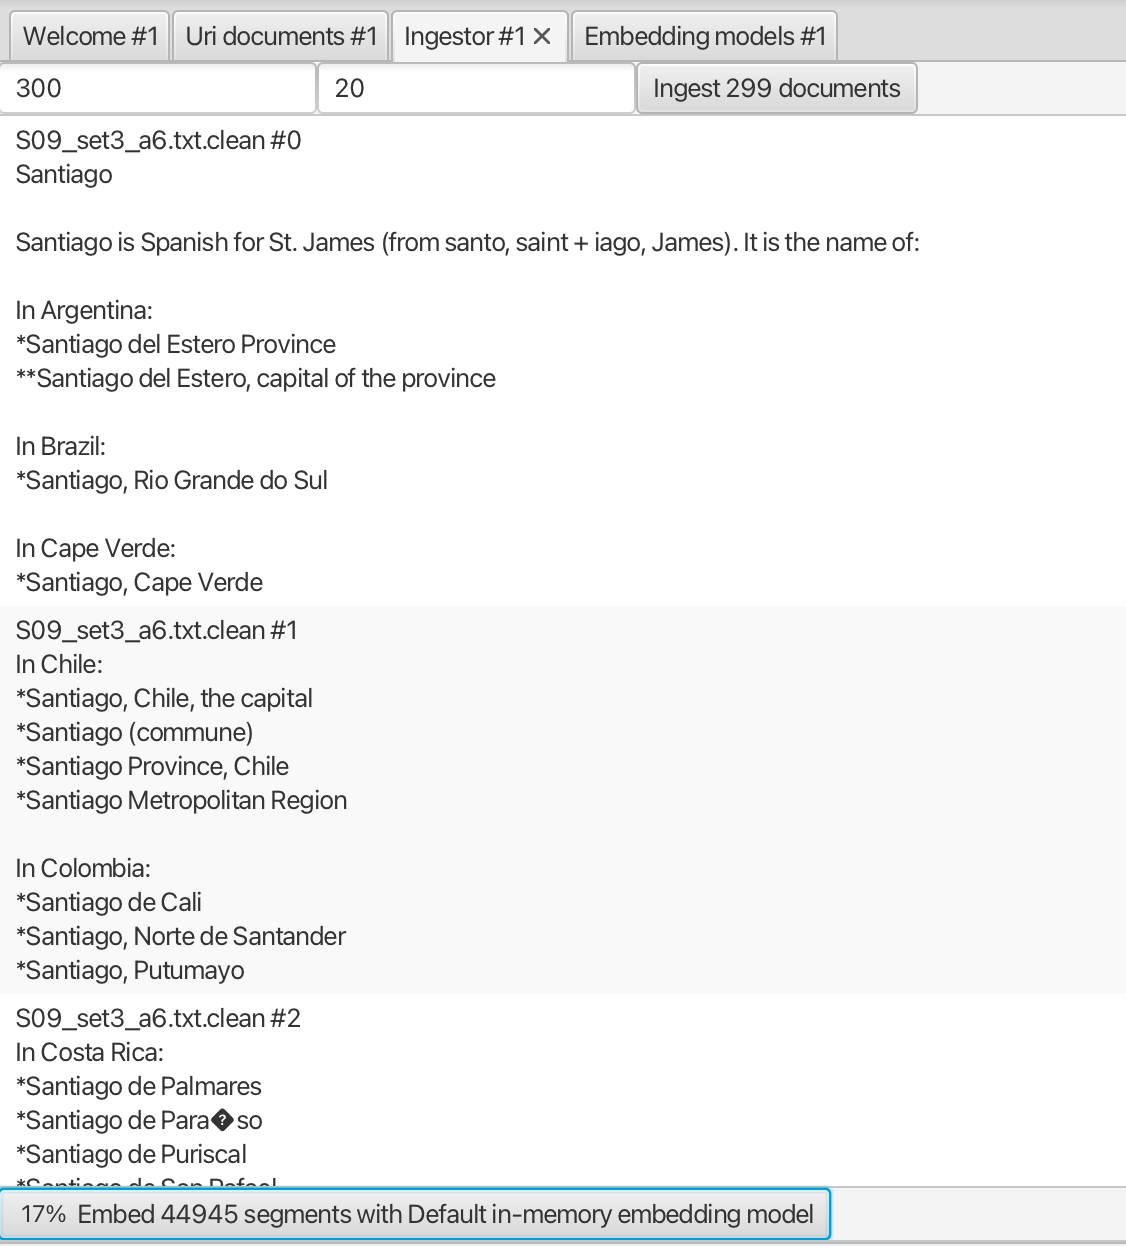 Welcome #1 Uri documents #1 Ingestor #1 Embedding models #1
300 20 Ingest 299 documents
S09_set3_a6.txt.clean #0
Santiago
Santiago is Spanish for St. James (from santo, saint + iago, James). It is the name of:
In Argentina:
*Santiago del Estero Province
**Santiago del Estero, capital of the province
In Brazil:
*Santiago, Rio Grande do Sul
In Cape Verde:
*Santiago, Cape Verde
S09_set3_a6.txt.clean #1
In Chile:
*Santiago, Chile, the capital
*Santiago (commune)
*Santiago Province, Chile
*Santiago Metropolitan Region
In Colombia:
*Santiago de Cali
*Santiago, Norte de Santander
*Santiago, Putumayo
S09_set3_a6.txt.clean #2
In Costa Rica:
*Santiago de Palmares
*Santiago de Para�so
*Santiago de Puriscal
*Santiago de San Rafael
17% Embed 44945 segments with Default in-memory embedding model